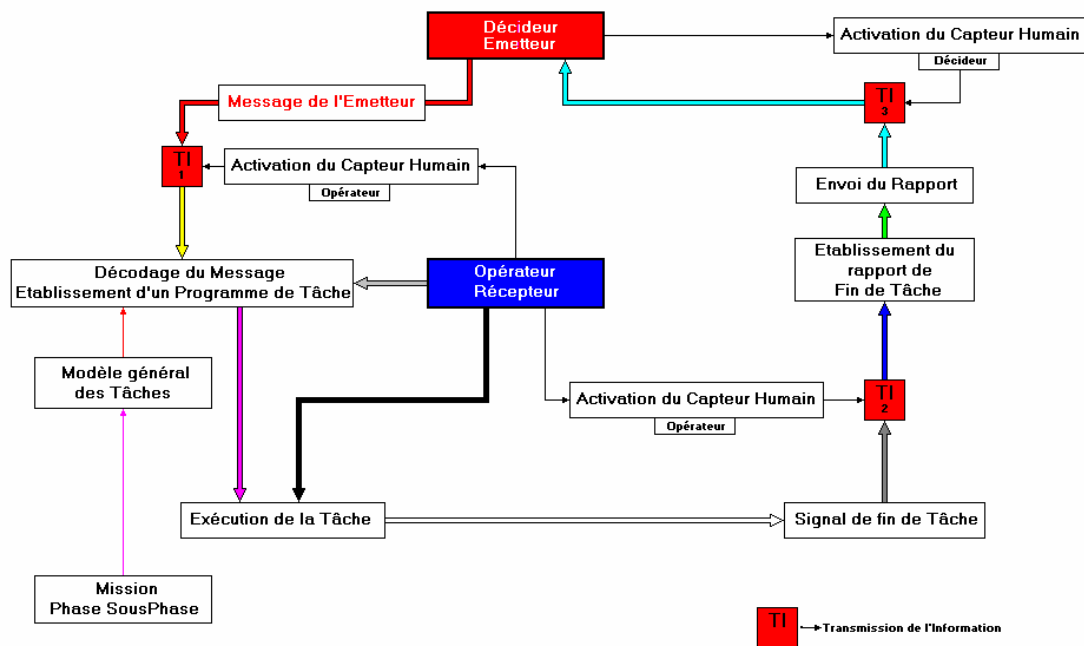 Décideur
Emetteur
Activation du Capteur Humain
Décideur
Message de l'Emetteur
TI
3
TI
1
Activation du Capteur Humain
Opérateur
Envoi du Rapport
Décodage du Message
Etablissement d'un Programme de Tâche
Opérateur
Récepteur
Etablissement du
rapport de
Fin de Tâche
Modèle général
des Tâches
Activation du Capteur Humain
Opérateur
TI
2
Exécution de la Tâche
Signal de fin de Tâche
Mission
Phase SousPhase
TI
Transmission de l'Information